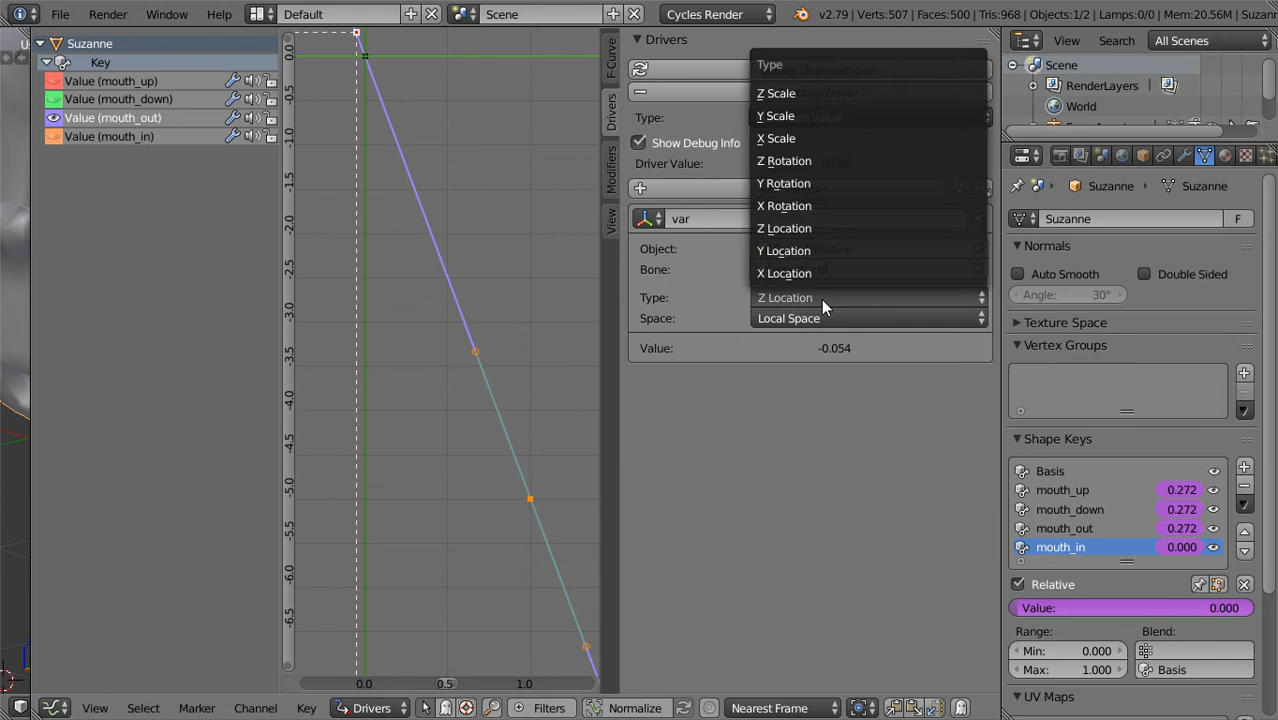 File Render Window Help Default Scene Cycles Render v2.79 | Verts:507 | Faces:500 | Tris:968 | Objects:1/2 | Lamps:0/0 | Mem:20.56M | Suzann
Suzanne
Key
Value (mouth_up)
Value (mouth_down)
Value (mouth_out)
Value (mouth_in)
0.0
-0.5
-1.0
-1.5
-2.0
-2.5
-3.0
-3.5
-4.0
-4.5
-5.0
-5.5
-6.0
-6.5
0.0 0.5 1.0
F-Curve
Drivers
Modifiers
View
Drivers
Type:
Show Debug Info
Driver Value:
var
Object:
Bone:
Type: Z Location
Space: Local Space
Value: -0.054
Type
Z Scale
Y Scale
X Scale
Z Rotation
Y Rotation
X Rotation
Z Location
Y Location
X Location
View Search All Scenes
Scene
RenderLayers
World
Suzanne Suzanne
Suzanne F
Normals
Auto Smooth Double Sided
Angle: 30°
Texture Space
Vertex Groups
Shape Keys
Basis
mouth_up 0.272
mouth_down 0.272
mouth_out 0.272
mouth_in 0.000
Relative
Value: 0.000
Range: Blend:
Min: 0.000
Max: 1.000 Basis
UV Maps
View Select Marker Channel Key Drivers Filters Normalize Nearest Frame